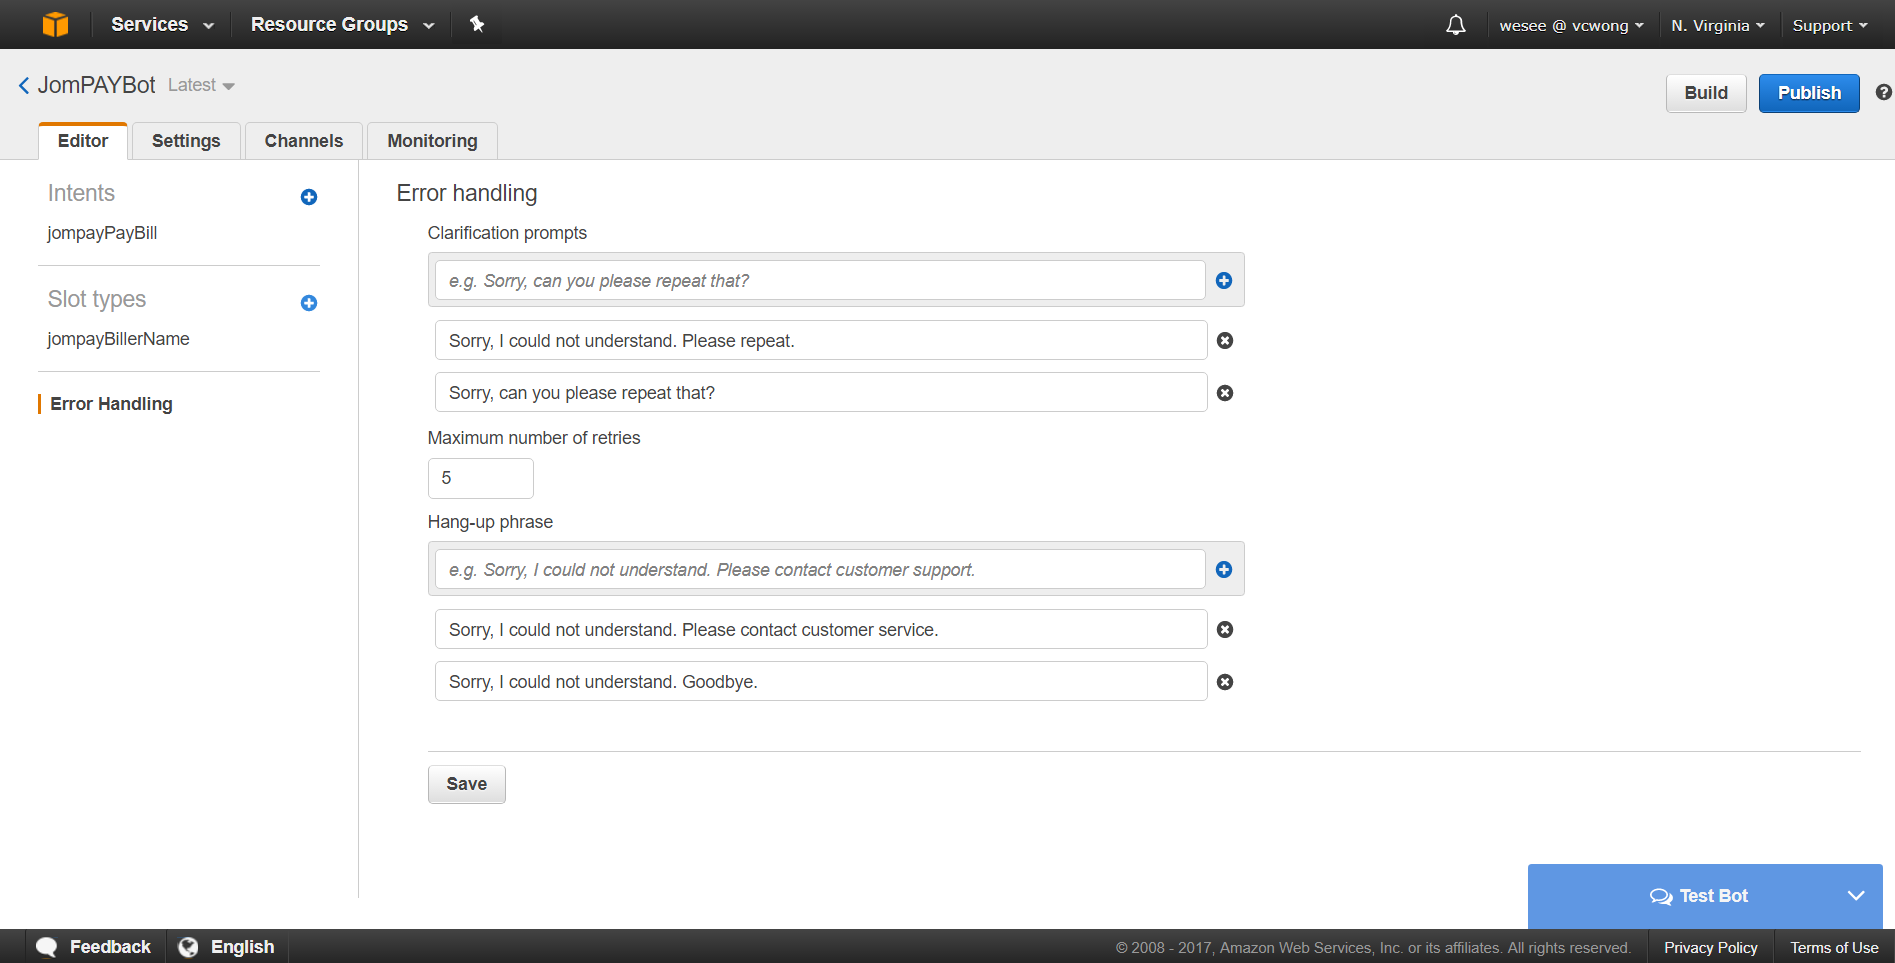 Services Resource Groups wesee @ vcwong N. Virginia Support
JomPAYBot Latest
Build Publish
Editor Settings Channels Monitoring
Intents
jompayPayBill
Slot types
jompayBillerName
Error Handling
Error handling
Clarification prompts
e.g. Sorry, can you please repeat that?
Sorry, I could not understand. Please repeat.
Sorry, can you please repeat that?
Maximum number of retries
5
Hang-up phrase
e.g. Sorry, I could not understand. Please contact customer support.
Sorry, I could not understand. Please contact customer service.
Sorry, I could not understand. Goodbye.
Save
Test Bot
Feedback English © 2008 - 2017, Amazon Web Services, Inc. or its affiliates. All rights reserved. Privacy Policy Terms of Use